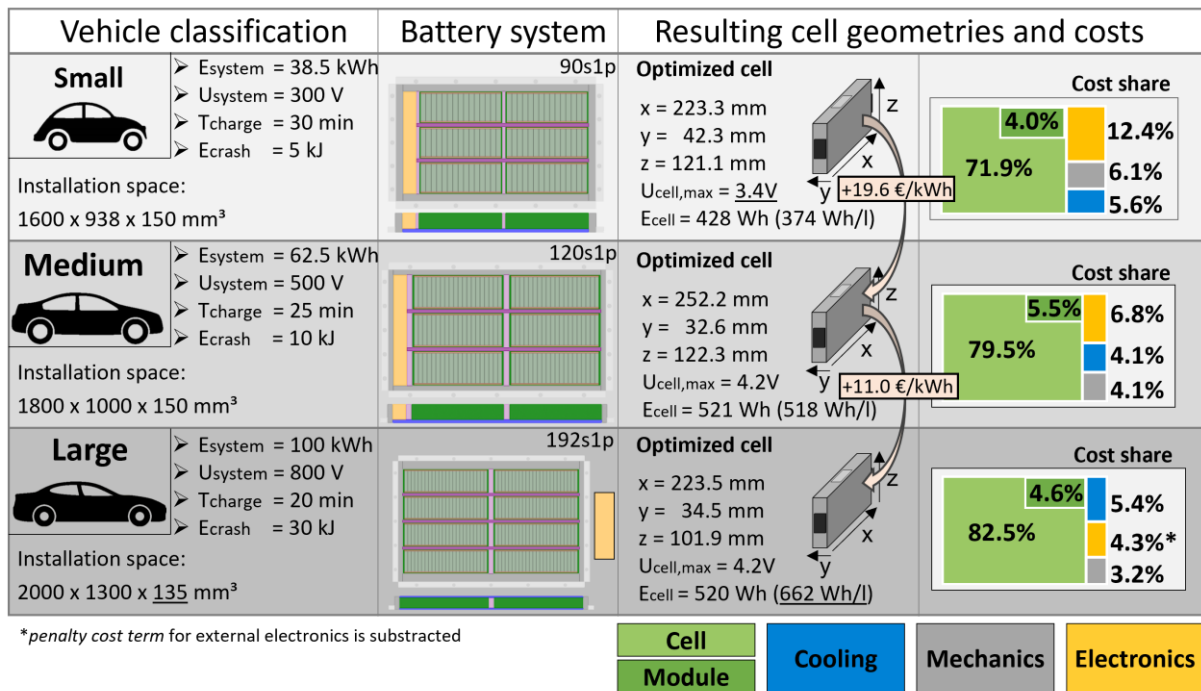 Vehicle classification
Battery system
Resulting cell geometries and costs
Small
➢ Esystem = 38.5 kWh
➢ Usystem = 300 V
➢ Tcharge = 30 min
➢ Ecrash = 5 kJ
Installation space:
1600 x 938 x 150 mm³
90s1p
Optimized cell
x = 223.3 mm
y = 42.3 mm
z = 121.1 mm
Ucell,max = 3.4V
Ecell = 428 Wh (374 Wh/l)
z
x
y
+19.6 €/kWh
Cost share
4.0%
71.9%
12.4%
6.1%
5.6%
Medium
➢ Esystem = 62.5 kWh
➢ Usystem = 500 V
➢ Tcharge = 25 min
➢ Ecrash = 10 kJ
Installation space:
1800 x 1000 x 150 mm³
120s1p
Optimized cell
x = 252.2 mm
y = 32.6 mm
z = 122.3 mm
Ucell,max = 4.2V
Ecell = 521 Wh (518 Wh/l)
z
x
y
+11.0 €/kWh
Cost share
5.5%
79.5%
6.8%
4.1%
4.1%
Large
➢ Esystem = 100 kWh
➢ Usystem = 800 V
➢ Tcharge = 20 min
➢ Ecrash = 30 kJ
Installation space:
2000 x 1300 x 135 mm³
192s1p
Optimized cell
x = 223.5 mm
y = 34.5 mm
z = 101.9 mm
Ucell,max = 4.2V
Ecell = 520 Wh (662 Wh/l)
z
x
y
Cost share
4.6%
82.5%
5.4%
4.3%*
3.2%
*penalty cost term for external electronics is substracted
Cell
Module
Cooling
Mechanics
Electronics